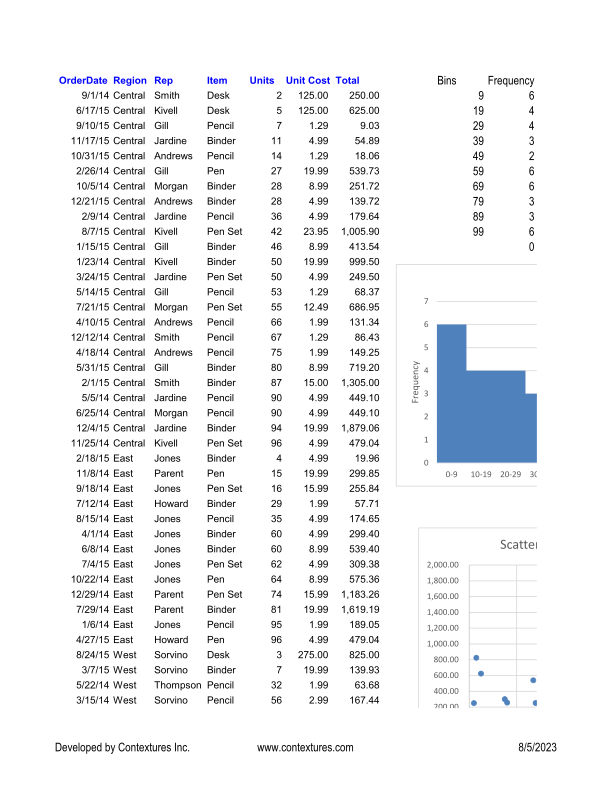 OrderDate Region Rep Item Units Unit Cost Total Bins Frequency
9/1/14 Central Smith Desk 2 125.00 250.00 9 6
6/17/15 Central Kivell Desk 5 125.00 625.00 19 4
9/10/15 Central Gill Pencil 7 1.29 9.03 29 4
11/17/15 Central Jardine Binder 11 4.99 54.89 39 3
10/31/15 Central Andrews Pencil 14 1.29 18.06 49 2
2/26/14 Central Gill Pen 27 19.99 539.73 59 6
10/5/14 Central Morgan Binder 28 8.99 251.72 69 6
12/21/15 Central Andrews Binder 28 4.99 139.72 79 3
2/9/14 Central Jardine Pencil 36 4.99 179.64 89 3
8/7/15 Central Kivell Pen Set 42 23.95 1,005.90 99 6
1/15/15 Central Gill Binder 46 8.99 413.54 0
1/23/14 Central Kivell Binder 50 19.99 999.50
3/24/15 Central Jardine Pen Set 50 4.99 249.50
5/14/15 Central Gill Pencil 53 1.29 68.37
7/21/15 Central Morgan Pen Set 55 12.49 686.95
4/10/15 Central Andrews Pencil 66 1.99 131.34
12/12/14 Central Smith Pencil 67 1.29 86.43
4/18/14 Central Andrews Pencil 75 1.99 149.25
5/31/15 Central Gill Binder 80 8.99 719.20
2/1/15 Central Smith Binder 87 15.00 1,305.00
5/5/14 Central Jardine Pencil 90 4.99 449.10
6/25/14 Central Morgan Pencil 90 4.99 449.10
12/4/15 Central Jardine Binder 94 19.99 1,879.06
11/25/14 Central Kivell Pen Set 96 4.99 479.04
2/18/15 East Jones Binder 4 4.99 19.96
11/8/14 East Parent Pen 15 19.99 299.85
9/18/14 East Jones Pen Set 16 15.99 255.84
7/12/14 East Howard Binder 29 1.99 57.71
8/15/14 East Jones Pencil 35 4.99 174.65
4/1/14 East Jones Binder 60 4.99 299.40
6/8/14 East Jones Binder 60 8.99 539.40
7/4/15 East Jones Pen Set 62 4.99 309.38
10/22/14 East Jones Pen 64 8.99 575.36
12/29/14 East Parent Pen Set 74 15.99 1,183.26
7/29/14 East Parent Binder 81 19.99 1,619.19
1/6/14 East Jones Pencil 95 1.99 189.05
4/27/15 East Howard Pen 96 4.99 479.04
8/24/15 West Sorvino Desk 3 275.00 825.00
3/7/15 West Sorvino Binder 7 19.99 139.93
5/22/14 West Thompson Pencil 32 1.99 63.68
3/15/14 West Sorvino Pencil 56 2.99 167.44
7
6
5
4
3
2
1
0
Frequency
0-9 10-19 20-29 30
Scatter
2,000.00
1,800.00
1,600.00
1,400.00
1,200.00
1,000.00
800.00
600.00
400.00
200.00
Developed by Contextures Inc. www.contextures.com 8/5/2023